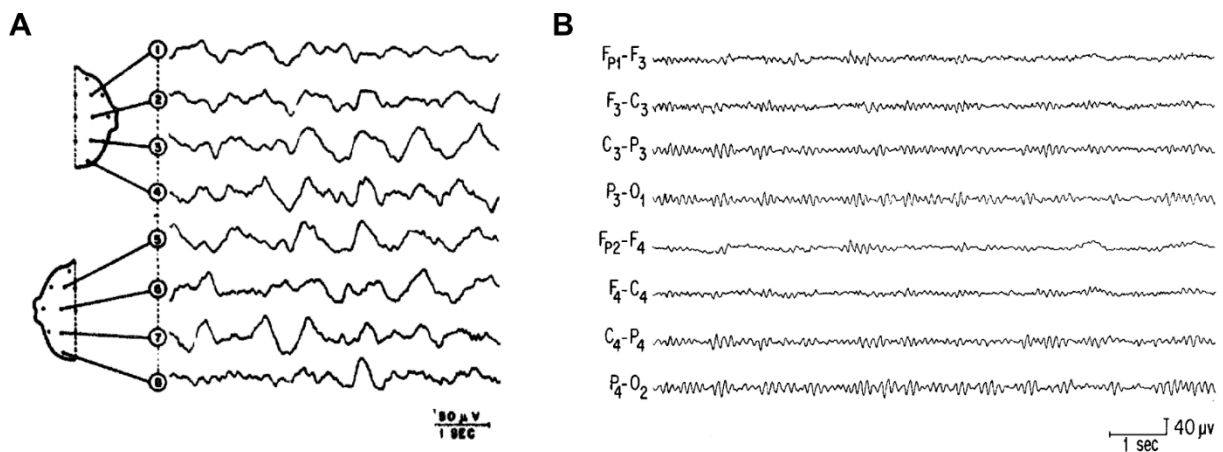 A
1
2
3
4
5
6
7
8
50 μV
1 SEC
B
FP1-F3
F3-C3
C3-P3
P3-O1
FP2-F4
F4-C4
C4-P4
P4-O2
40 μv
1 sec